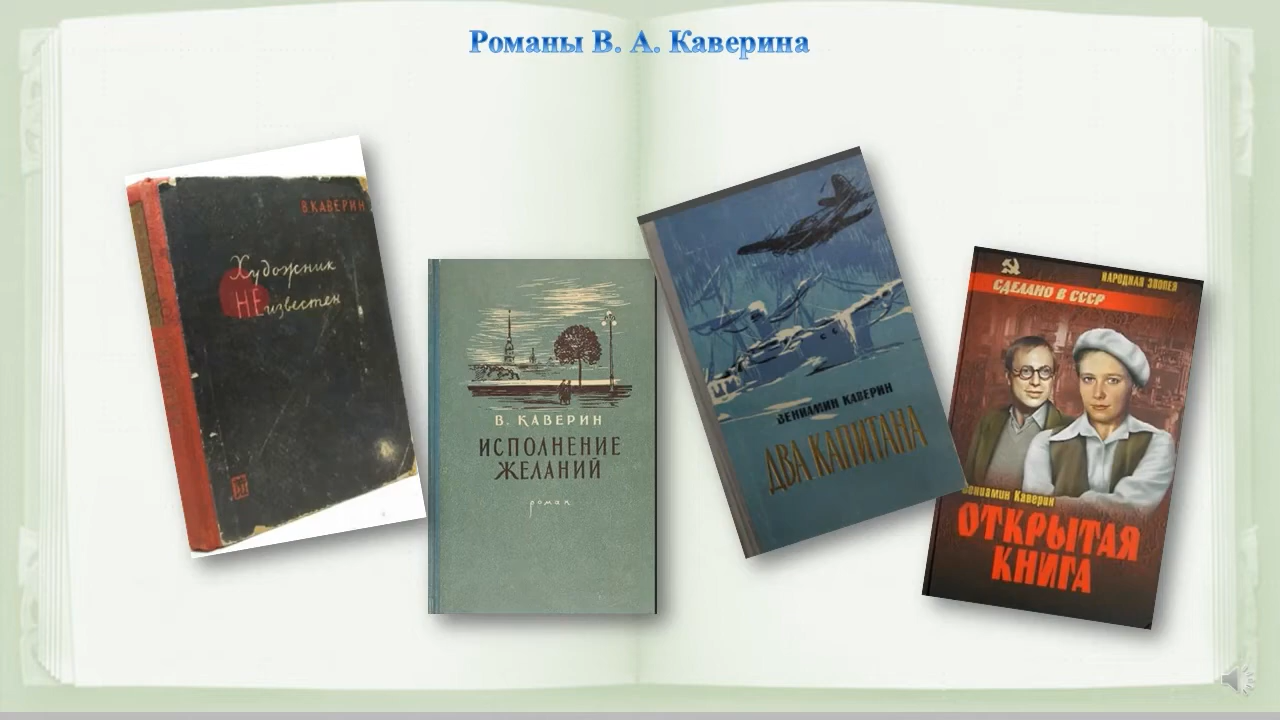 Романы В. А. Каверина
В. КАВЕРИН
Художник
НЕизвестен
В. КАВЕРИН
ИСПОЛНЕНИЕ
ЖЕЛАНИЙ
роман
ВЕНИАМИН КАВЕРИН
ДВА КАПИТАНА
НАРОДНАЯ ЭПОПЕЯ
СДЕЛАНО В СССР
Вениамин Каверин
ОТКРЫТАЯ
КНИГА